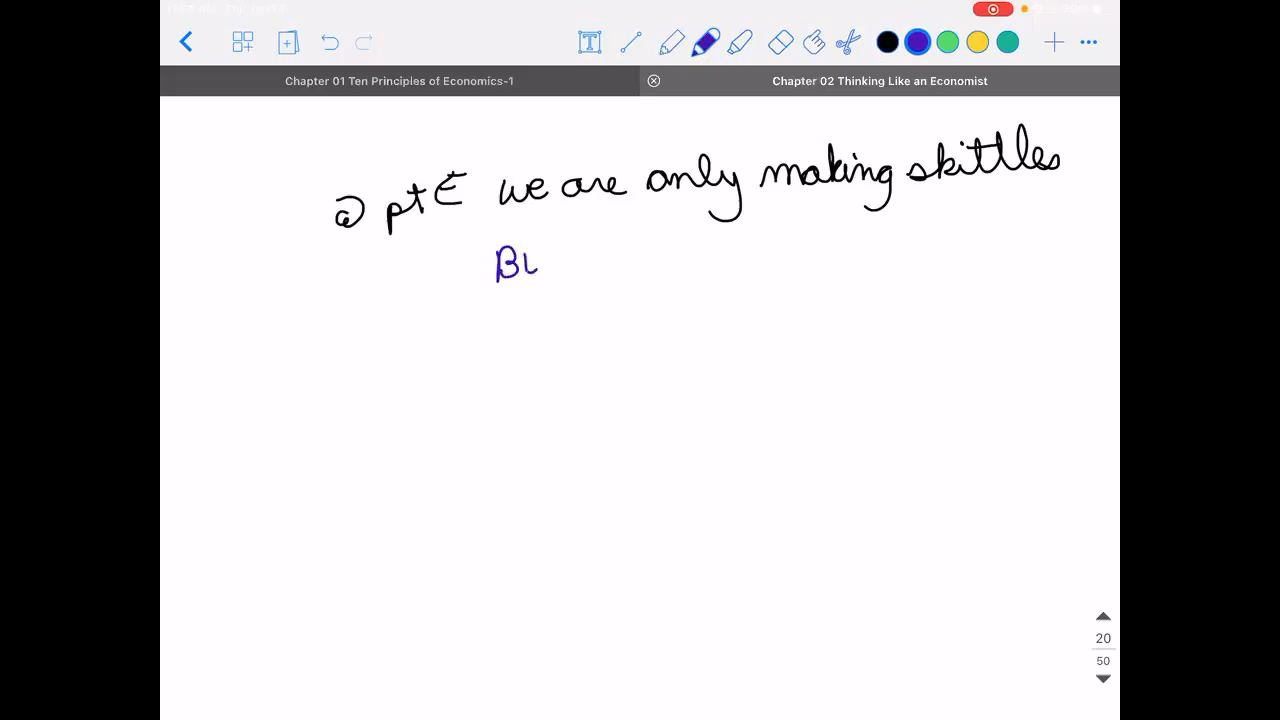 Chapter 01 Ten Principles of Economics-1
Chapter 02 Thinking Like an Economist
@ pt E we are only making skittles
BU
20
50